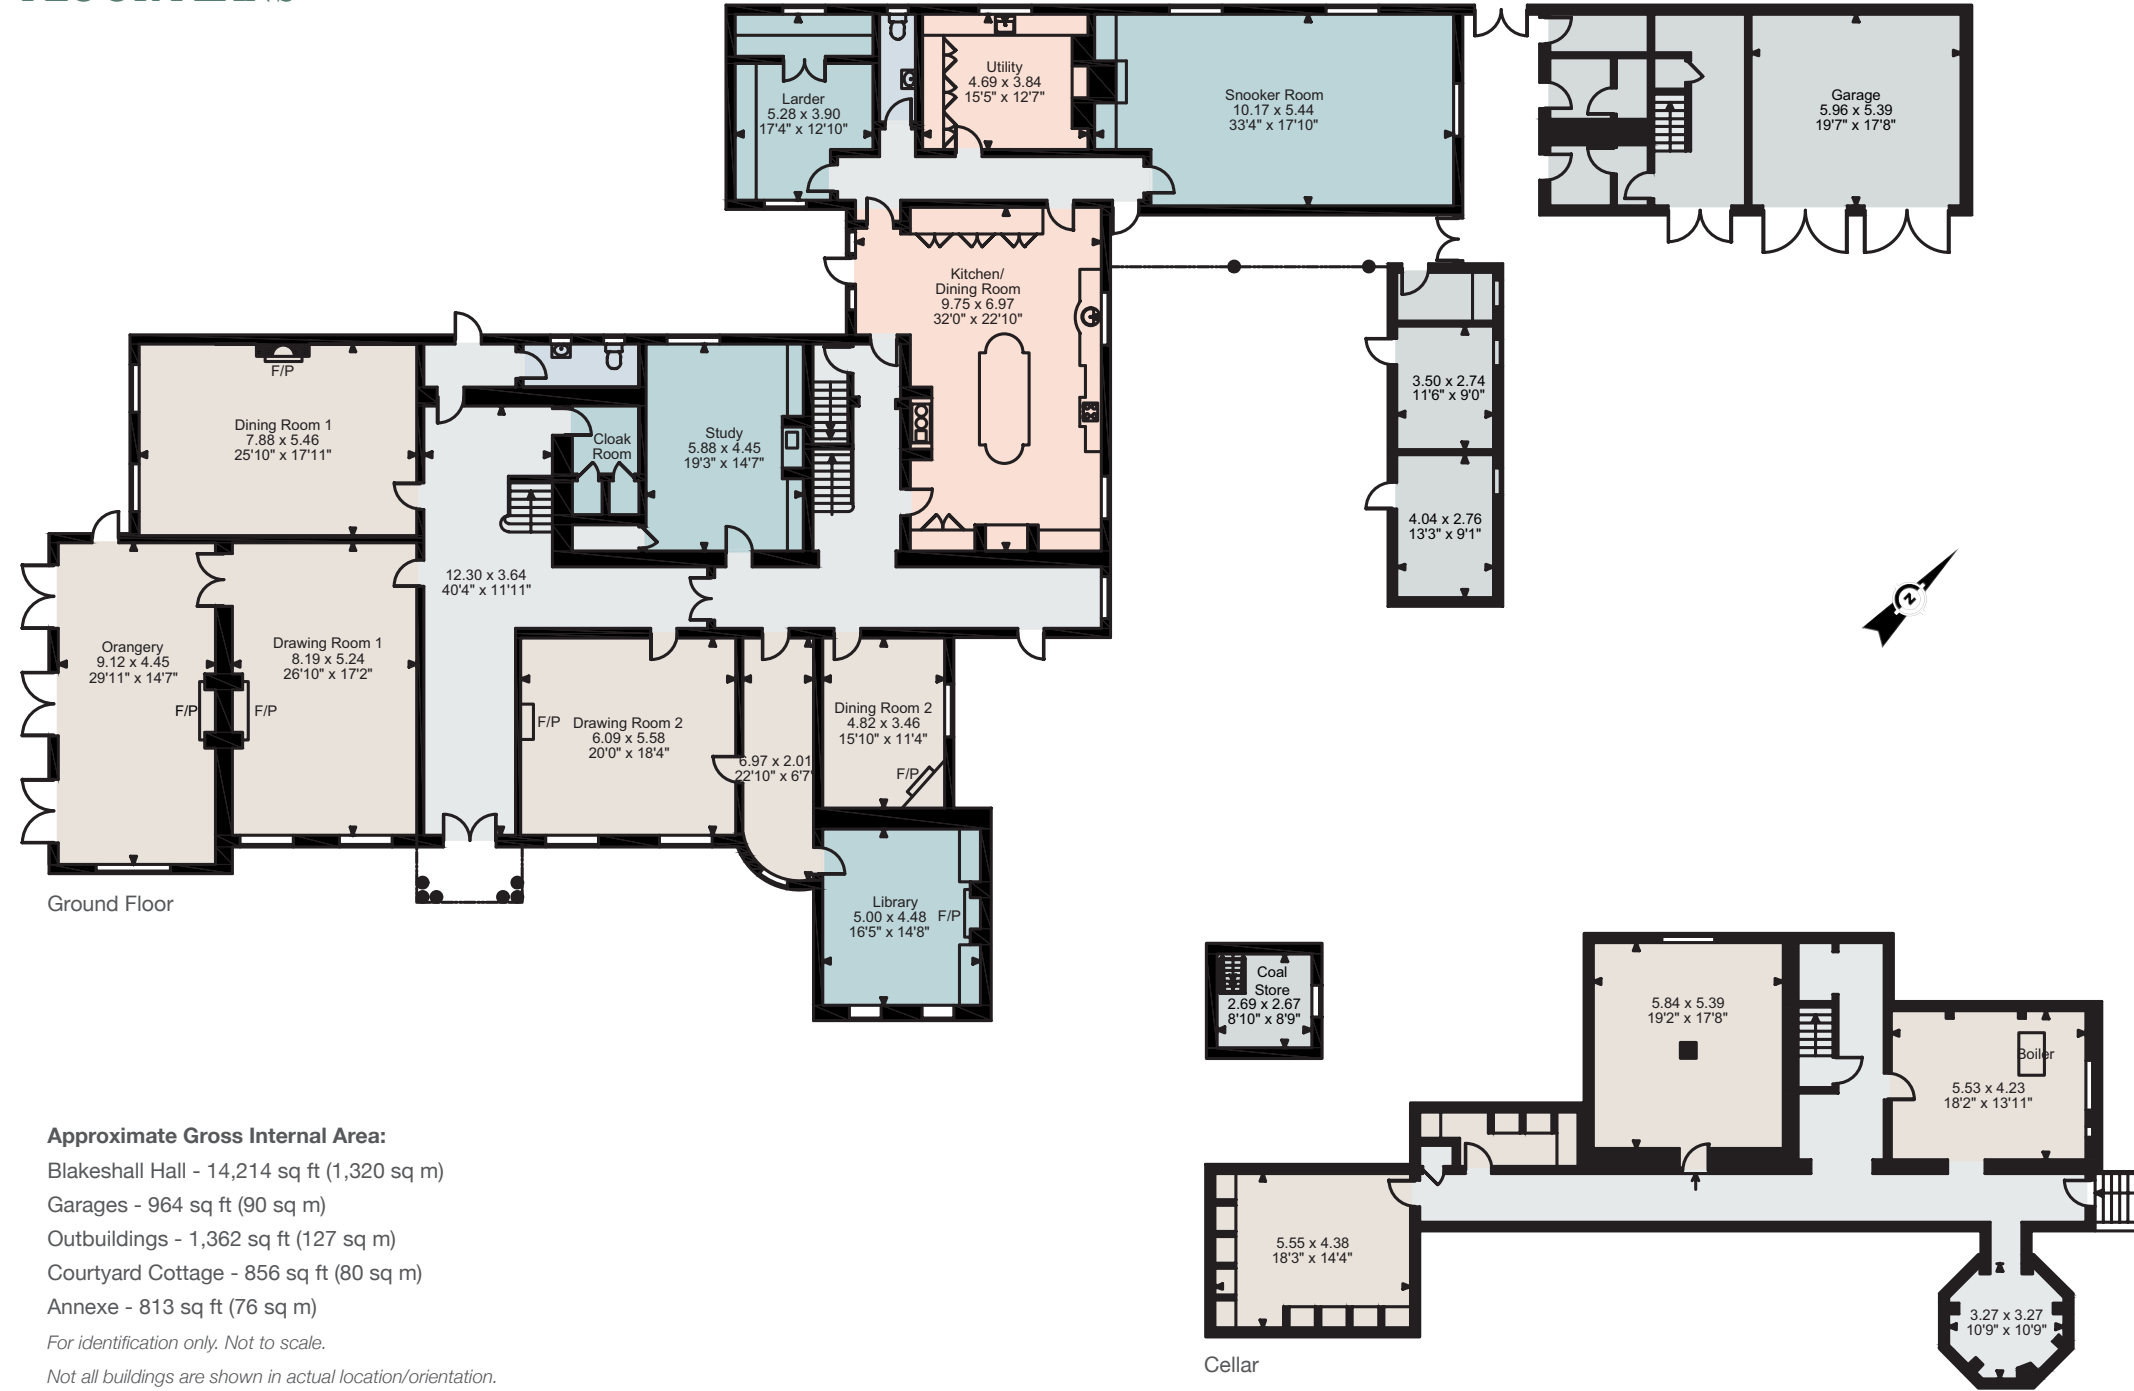 Larder
5.28 x 3.90
17'4" x 12'10"
Utility
4.69 x 3.84
15'5" x 12'7"
Snooker Room
10.17 x 5.44
33'4" x 17'10"
Garage
5.96 x 5.39
19'7" x 17'8"
Kitchen/
Dining Room
9.75 x 6.97
32'0" x 22'10"
F/P
Dining Room 1
7.88 x 5.46
25'10" x 17'11"
Cloak
Room
Study
5.88 x 4.45
19'3" x 14'7"
3.50 x 2.74
11'6" x 9'0"
4.04 x 2.76
13'3" x 9'1"
N
12.30 x 3.64
40'4" x 11'11"
Orangery
9.12 x 4.45
29'11" x 14'7"
F/P
Drawing Room 1
8.19 x 5.24
26'10" x 17'2"
F/P
F/P
Drawing Room 2
6.09 x 5.58
20'0" x 18'4"
6.97 x 2.01
22'10" x 6'7"
Dining Room 2
4.82 x 3.46
15'10" x 11'4"
F/P
Library
5.00 x 4.48
16'5" x 14'8"
F/P
Ground Floor
Coal
Store
2.69 x 2.67
8'10" x 8'9"
5.84 x 5.39
19'2" x 17'8"
Boiler
5.53 x 4.23
18'2" x 13'11"
5.55 x 4.38
18'3" x 14'4"
3.27 x 3.27
10'9" x 10'9"
Cellar
Approximate Gross Internal Area:
Blakeshall Hall - 14,214 sq ft (1,320 sq m)
Garages - 964 sq ft (90 sq m)
Outbuildings - 1,362 sq ft (127 sq m)
Courtyard Cottage - 856 sq ft (80 sq m)
Annexe - 813 sq ft (76 sq m)
For identification only. Not to scale.
Not all buildings are shown in actual location/orientation.